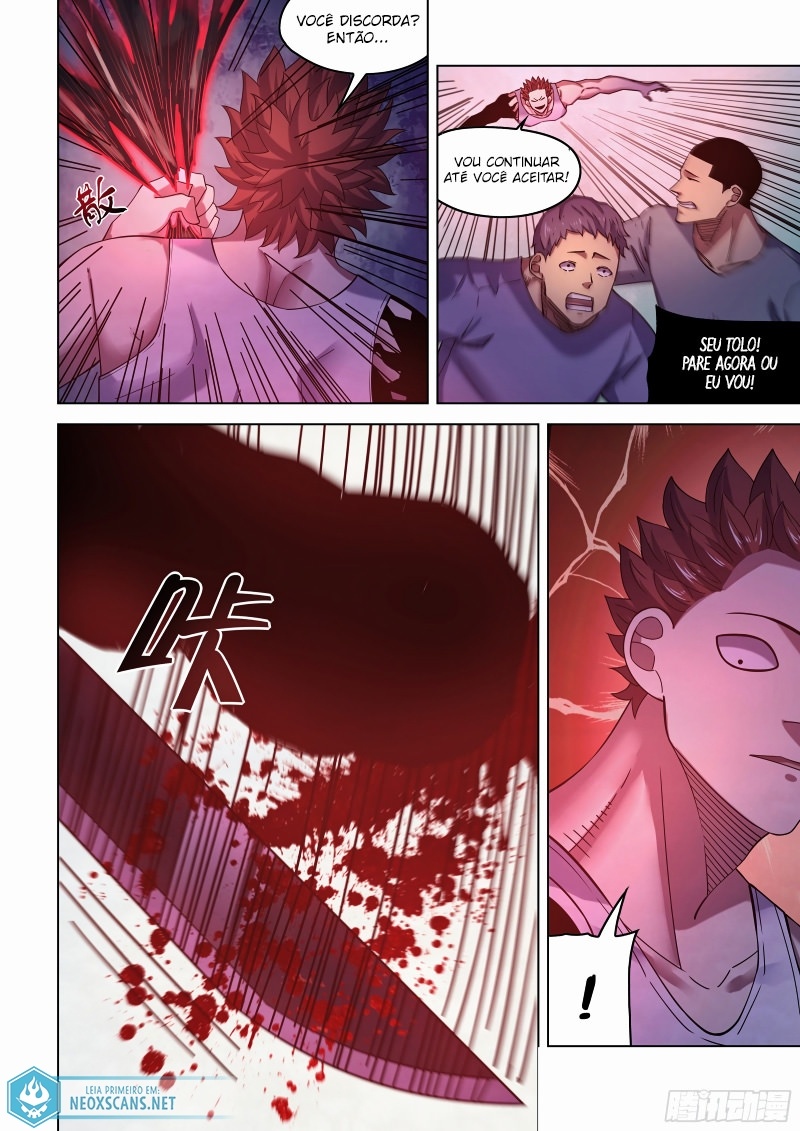 VOCÊ DISCORDA?
ENTÃO...
散
VOU CONTINUAR
ATÉ VOCÊ ACEITAR!
SEU TOLO!
PARE AGORA OU
EU VOU!
咔
!
LEIA PRIMEIRO EM:
NEOXSCANS.NET
腾讯动漫